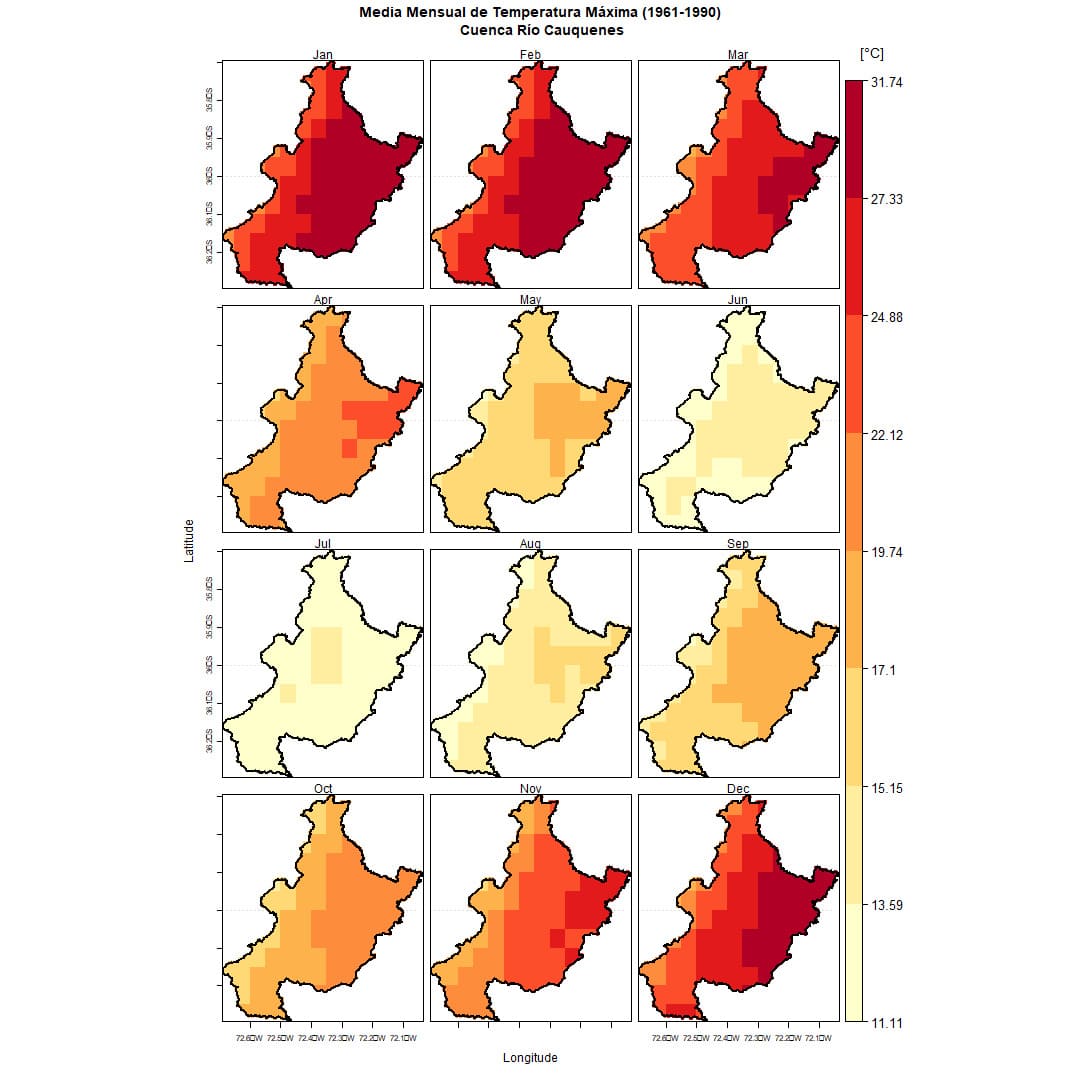 Media Mensual de Temperatura Máxima (1961-1990)
Cuenca Río Cauquenes
[°C]
Jan Feb Mar
31.74
27.33
24.88
22.12
19.74
17.1
15.15
13.59
11.11
Apr May Jun
Jul Aug Sep
Oct Nov Dec
Latitude
35.8□S
35.9□S
36□S
36.1□S
36.2□S
35.8□S
35.9□S
36□S
36.1□S
36.2□S
72.6□W 72.5□W 72.4□W 72.3□W 72.2□W 72.1□W
72.6□W 72.5□W 72.4□W 72.3□W 72.2□W 72.1□W
Longitude